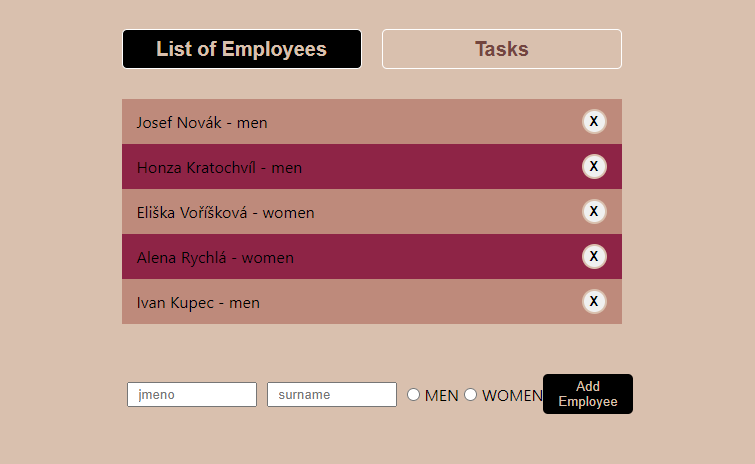 List of Employees Tasks
Josef Novák - men X
Honza Kratochvíl - men X
Eliška Voříšková - women X
Alena Rychlá - women X
Ivan Kupec - men X
jmeno surname MEN WOMEN Add
Employee